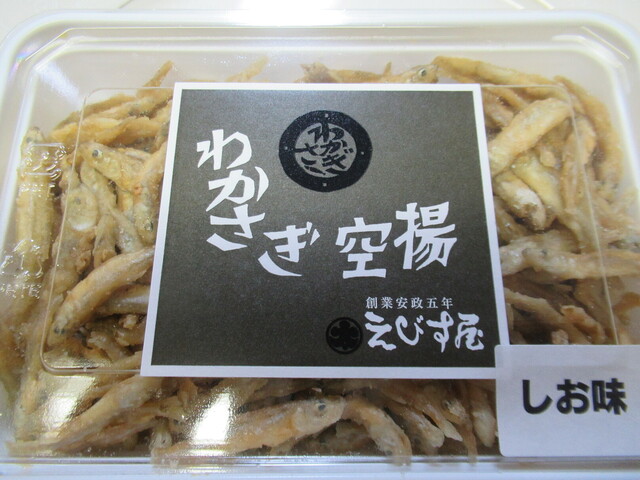 わかさぎ
わかさぎ
空揚
創業安政五年
えびす屋
しお味